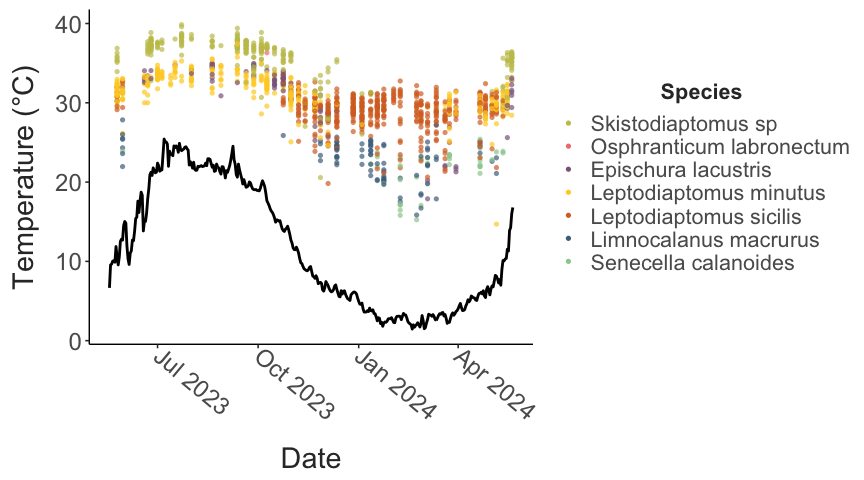 Temperature (°C)
40
30
20
10
0
Jul 2023
Oct 2023
Jan 2024
Apr 2024
Date
Species
Skistodiaptomus sp
Osphranticum labronectum
Epischura lacustris
Leptodiaptomus minutus
Leptodiaptomus sicilis
Limnocalanus macrurus
Senecella calanoides